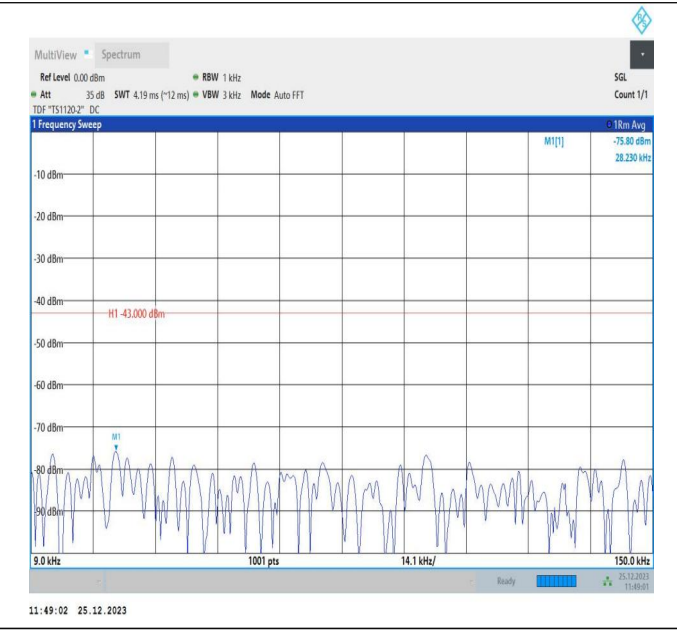 MultiView Spectrum
Ref Level 0.00 dBm RBW 1 kHz SGL
Att 35 dB SWT 4.19 ms (~12 ms) VBW 3 kHz Mode Auto FFT Count 1/1
TDF "TS1120-2" DC
1 Frequency Sweep 1Rm Avg
M1[1] -75.80 dBm
28.230 kHz
-10 dBm
-20 dBm
-30 dBm
-40 dBm
H1 -43.000 dBm
-50 dBm
-60 dBm
-70 dBm
M1
-80 dBm
-90 dBm
9.0 kHz 1001 pts 14.1 kHz/ 150.0 kHz
Ready 25.12.2023
11:49:01
11:49:02 25.12.2023